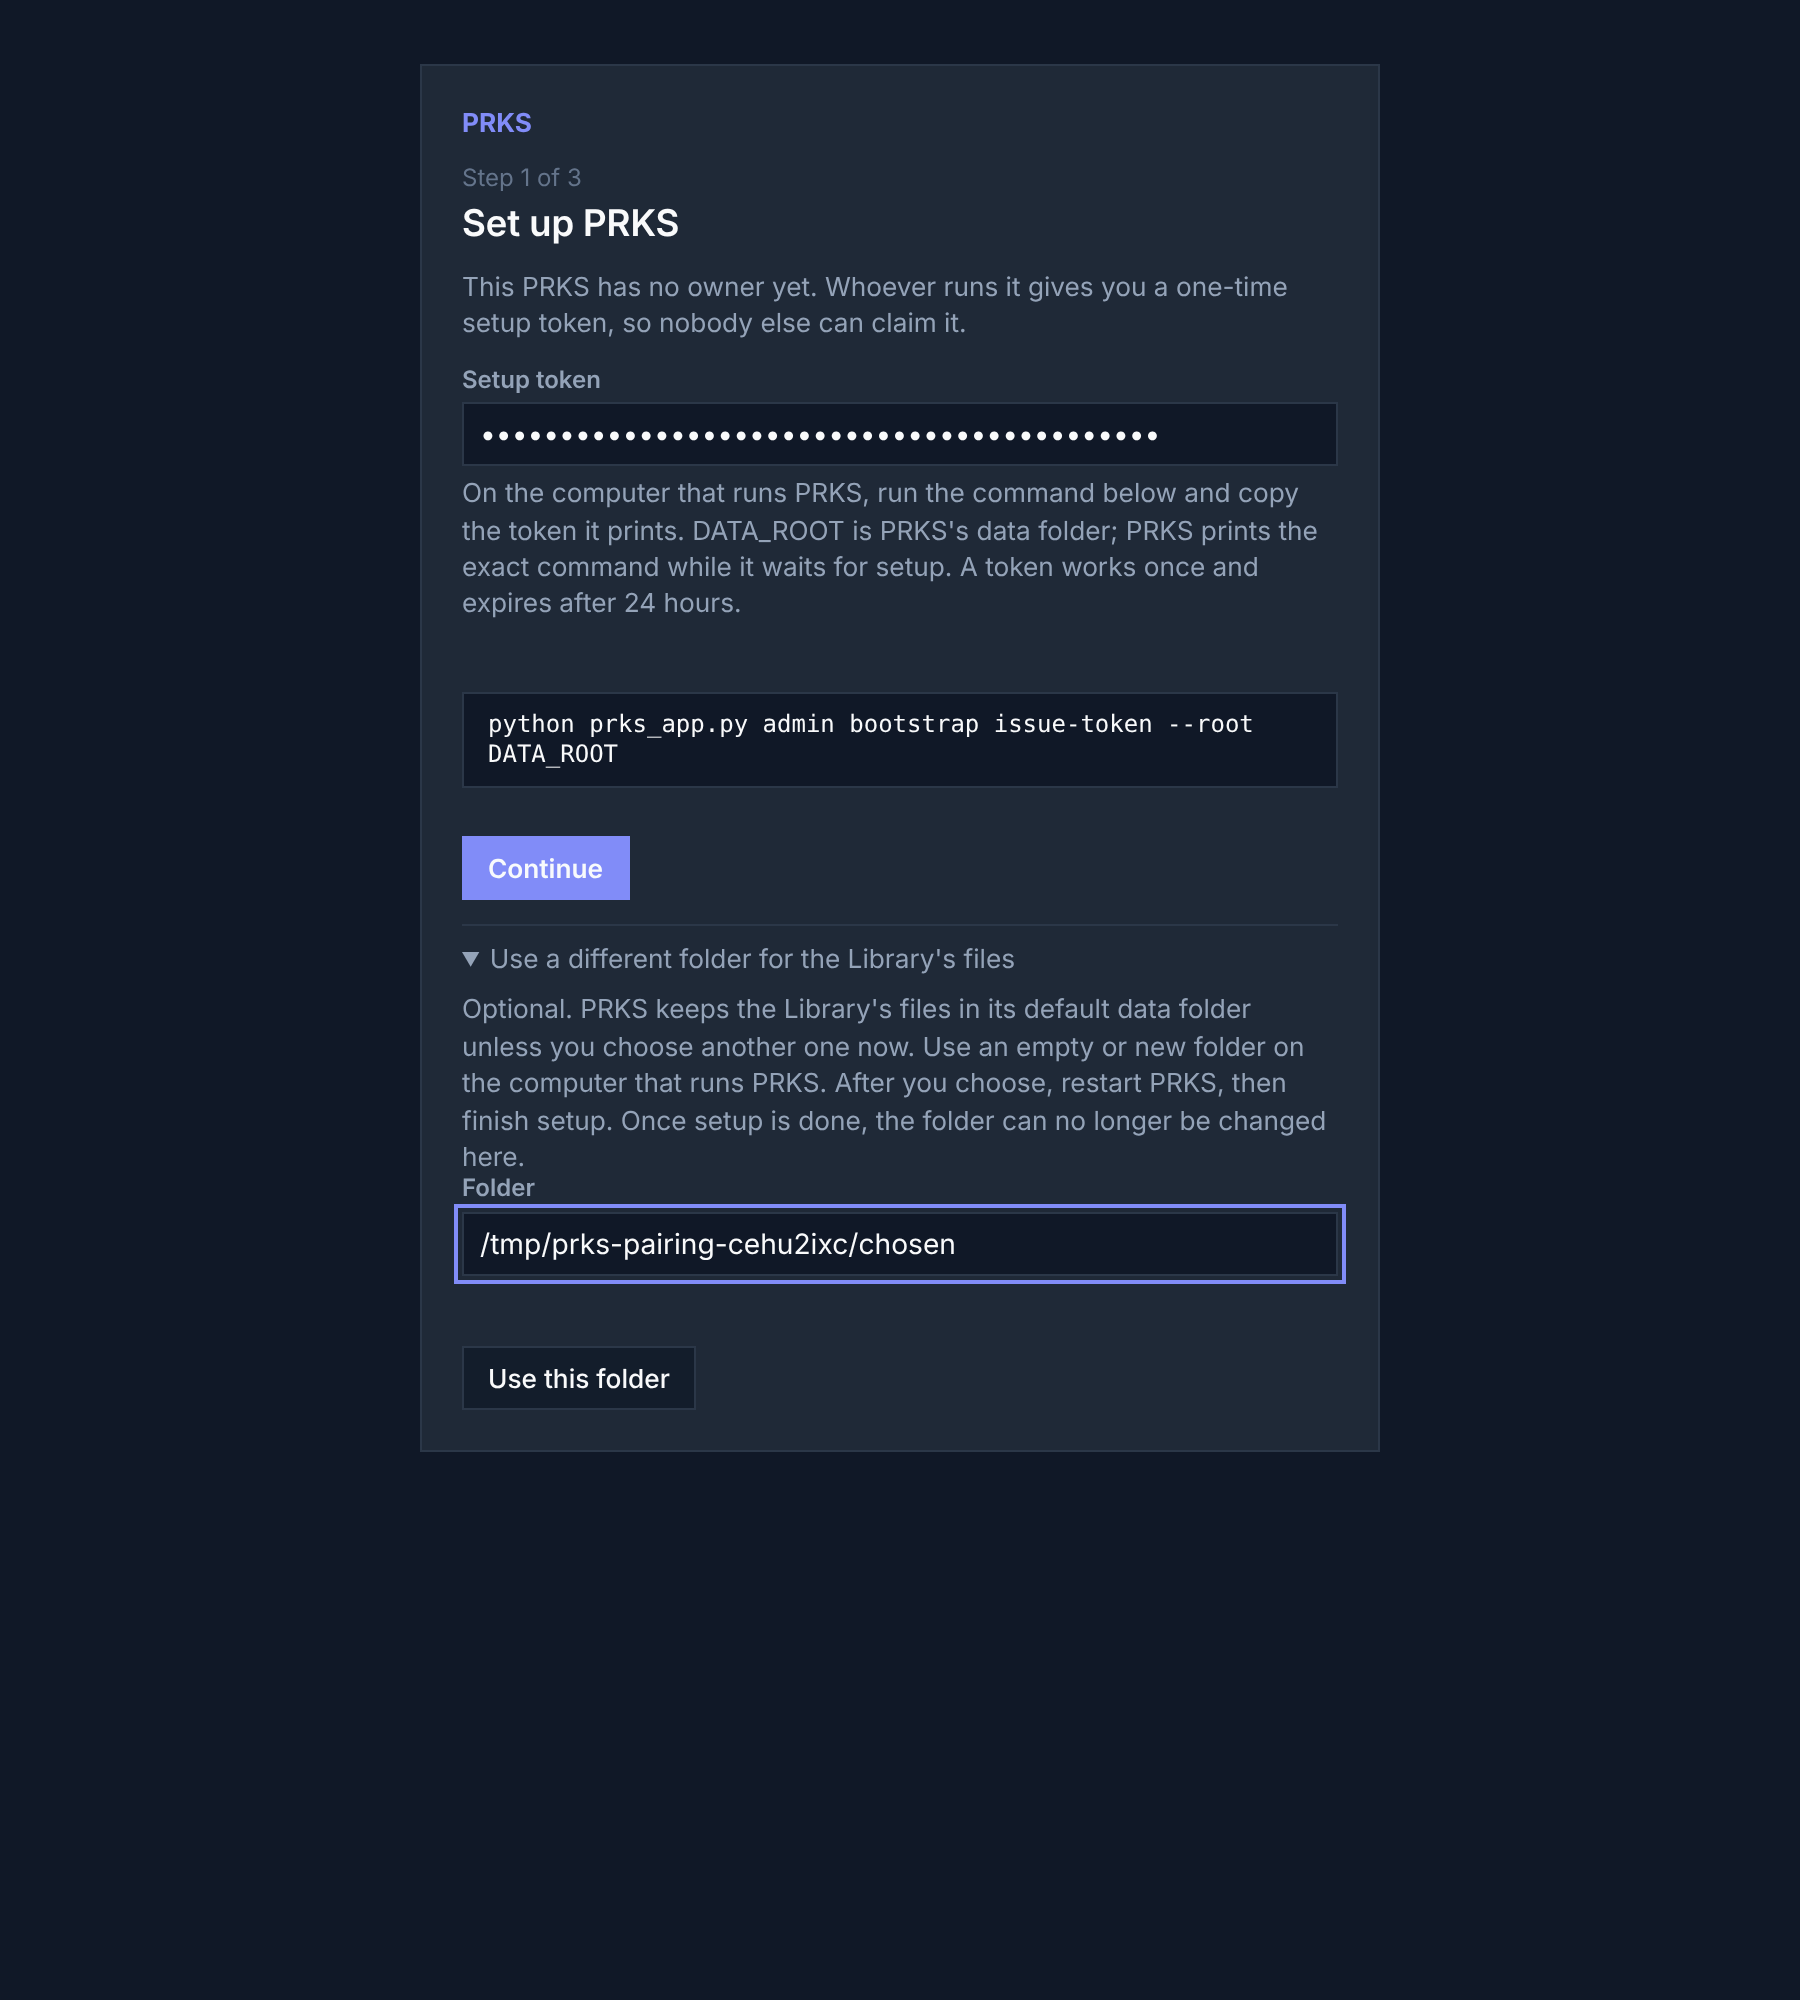 PRKS
Step 1 of 3
Set up PRKS
This PRKS has no owner yet. Whoever runs it gives you a one-time
setup token, so nobody else can claim it.
Setup token
On the computer that runs PRKS, run the command below and copy
the token it prints. DATA_ROOT is PRKS's data folder; PRKS prints the
exact command while it waits for setup. A token works once and
expires after 24 hours.
python prks_app.py admin bootstrap issue-token --root
DATA_ROOT
Continue
▼ Use a different folder for the Library's files
Optional. PRKS keeps the Library's files in its default data folder
unless you choose another one now. Use an empty or new folder on
the computer that runs PRKS. After you choose, restart PRKS, then
finish setup. Once setup is done, the folder can no longer be changed
here.
Folder
/tmp/prks-pairing-cehu2ixc/chosen
Use this folder